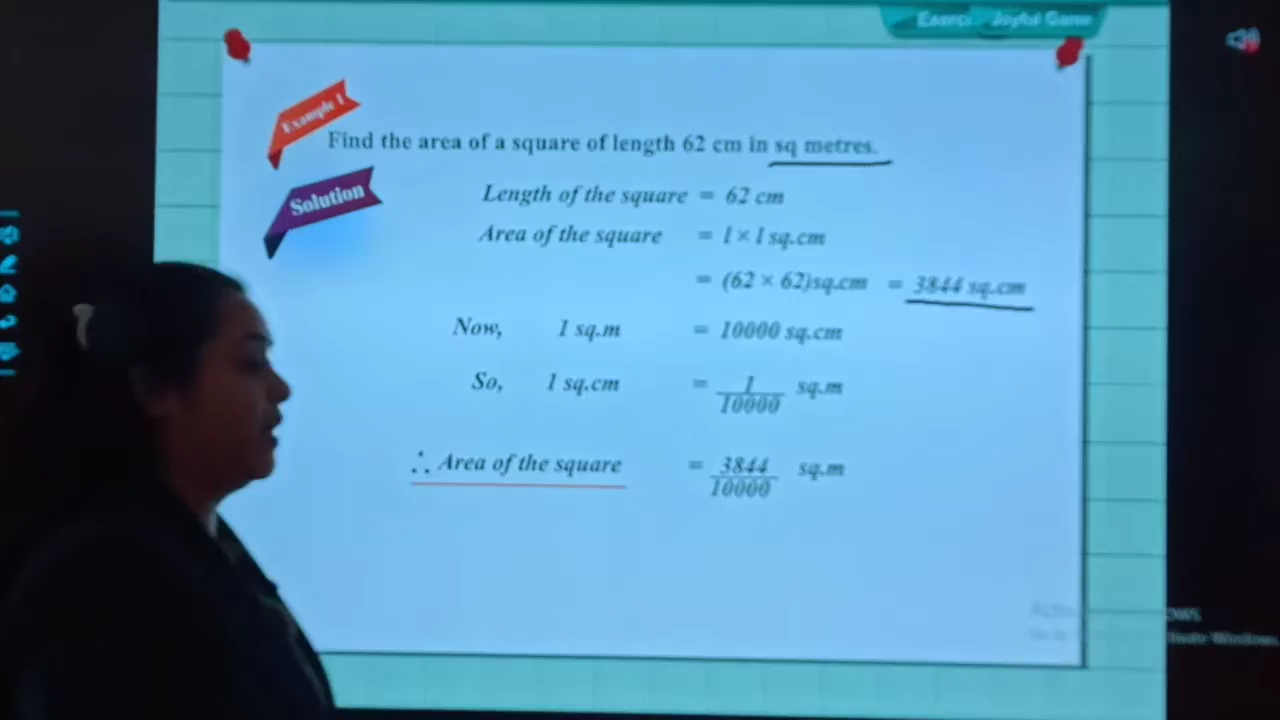 Joyful Game
Example 1
Find the area of a square of length 62 cm in sq metres.
Solution
Length of the square = 62 cm
Area of the square = l × l sq.cm
= (62 × 62)sq.cm = 3844 sq.cm
Now, 1 sq.m = 10000 sq.cm
So, 1 sq.cm = 1/10000 sq.m
∴ Area of the square = 3844/10000 sq.m